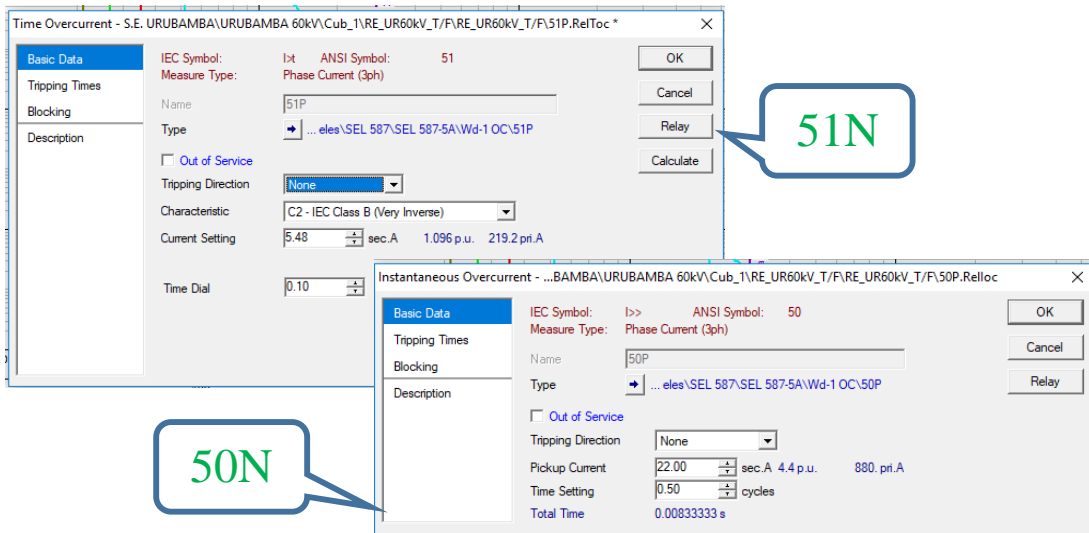 Time Overcurrent - S.E. URUBAMBA\URUBAMBA 60kV\Cub_1\RE_UR60kV_T/F\RE_UR60kV_T/F\51P.RelToc *
Basic Data
Tripping Times
Blocking
Description
IEC Symbol: I>t ANSI Symbol: 51
Measure Type: Phase Current (3ph)
Name 51P
Type ... eles\SEL 587\SEL 587-5A\Wd-1 OC\51P
Out of Service
Tripping Direction None
Characteristic C2 - IEC Class B (Very Inverse)
Current Setting 5.48 sec.A 1.096 p.u. 219.2 pri.A
Time Dial 0.10
OK
Cancel
Relay
Calculate
51N
Instantaneous Overcurrent - ...BAMBA\URUBAMBA 60kV\Cub_1\RE_UR60kV_T/F\RE_UR60kV_T/F\50P.RelIoc
Basic Data
Tripping Times
Blocking
Description
IEC Symbol: I>> ANSI Symbol: 50
Measure Type: Phase Current (3ph)
Name 50P
Type ... eles\SEL 587\SEL 587-5A\Wd-1 OC\50P
Out of Service
Tripping Direction None
Pickup Current 22.00 sec.A 4.4 p.u. 880. pri.A
Time Setting 0.50 cycles
Total Time 0.00833333 s
OK
Cancel
Relay
50N